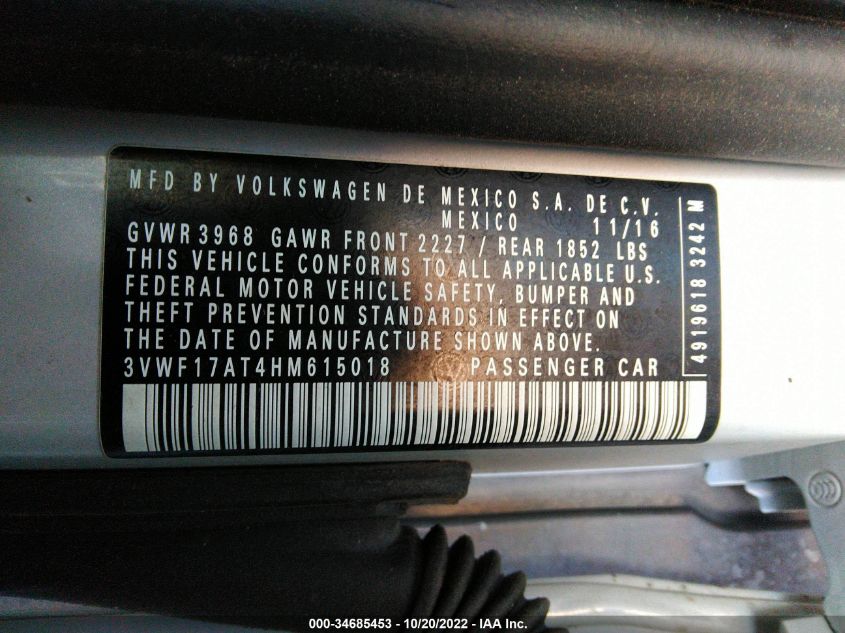 MFD BY VOLKSWAGEN DE MEXICO S.A. DE C.V.
MEXICO 11/16
GVWR 3968 GAWR FRONT 2227 / REAR 1852 LBS
THIS VEHICLE CONFORMS TO ALL APPLICABLE U.S.
FEDERAL MOTOR VEHICLE SAFETY, BUMPER AND
THEFT PREVENTION STANDARDS IN EFFECT ON
THE DATE OF MANUFACTURE SHOWN ABOVE.
3VWF17AT4HM615018 PASSENGER CAR
4919618 3242 M
000-34685453 - 10/20/2022 - IAA Inc.